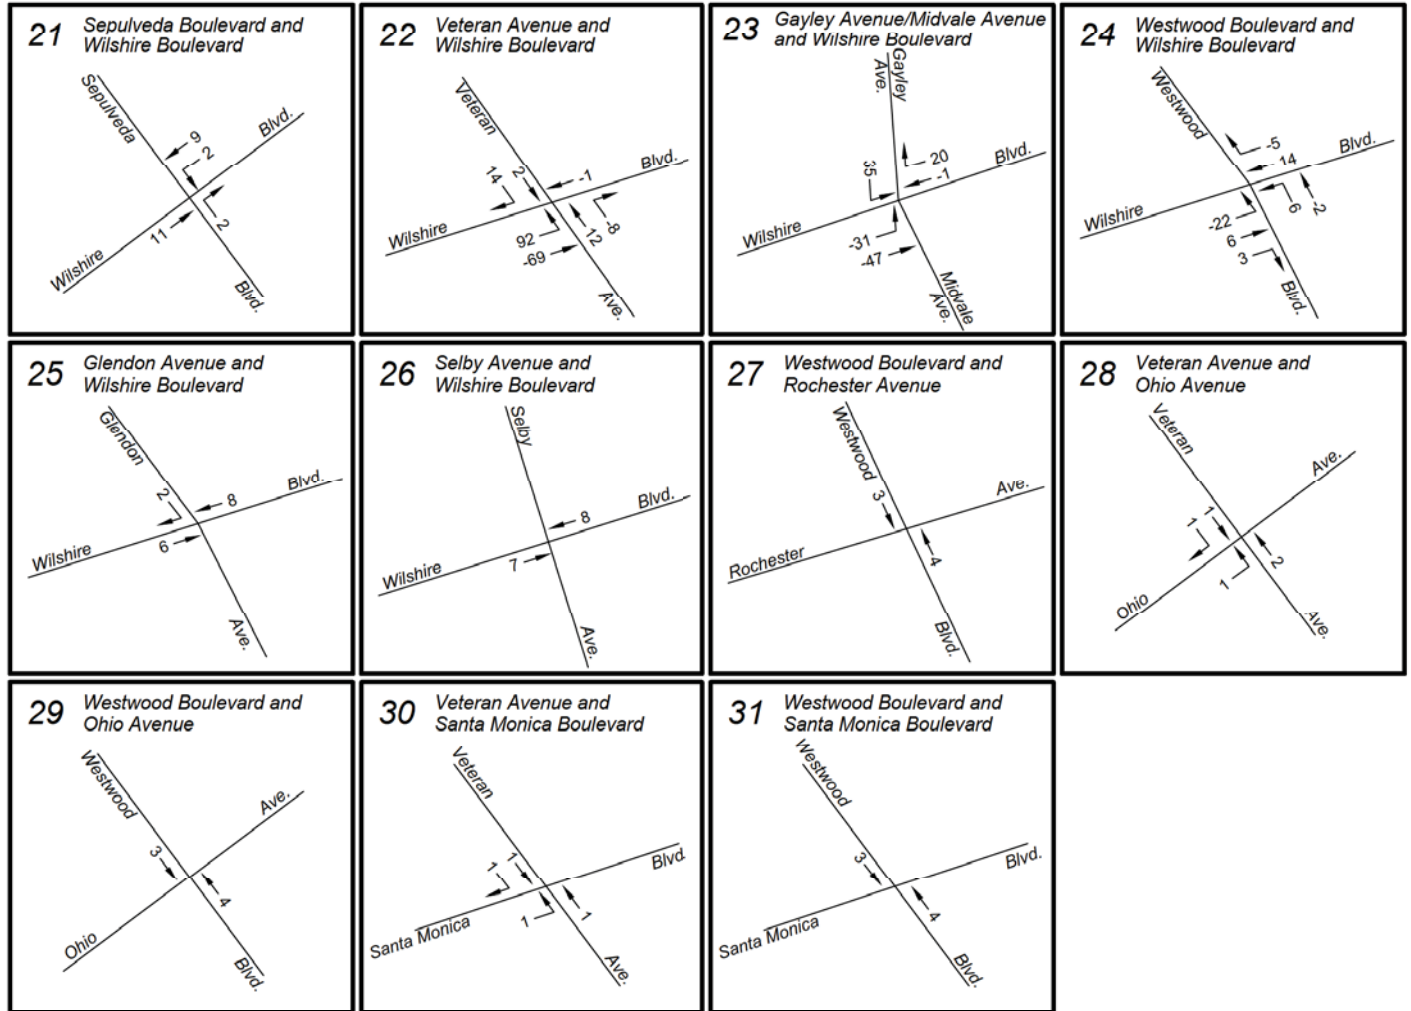 21 Sepulveda Boulevard and
Wilshire Boulevard
Sepulveda
Blvd.
9
2
11
2
Wilshire
Blvd.
22 Veteran Avenue and
Wilshire Boulevard
Veteran
Blvd.
14
2
-1
-8
12
92
-69
Wilshire
Ave.
23 Gayley Avenue/Midvale Avenue
and Wilshire Boulevard
Gayley
Ave.
Blvd.
35
20
-1
-31
-47
Wilshire
Midvale
Ave.
24 Westwood Boulevard and
Wilshire Boulevard
Westwood
Blvd.
-5
14
6
-2
-22
6
3
Wilshire
Blvd.
25 Glendon Avenue and
Wilshire Boulevard
Glendon
Blvd.
2
8
6
Wilshire
Ave.
26 Selby Avenue and
Wilshire Boulevard
Selby
Blvd.
8
7
Wilshire
Ave.
27 Westwood Boulevard and
Rochester Avenue
Westwood
Ave.
3
4
Rochester
Blvd.
28 Veteran Avenue and
Ohio Avenue
Veteran
Ave.
1
1
2
1
Ohio
Ave.
29 Westwood Boulevard and
Ohio Avenue
Westwood
Ave.
3
4
Ohio
Blvd.
30 Veteran Avenue and
Santa Monica Boulevard
Veteran
Blvd
1
1
1
1
Santa Monica
Ave.
31 Westwood Boulevard and
Santa Monica Boulevard
Westwood
Blvd.
3
4
Santa Monica
Blvd.